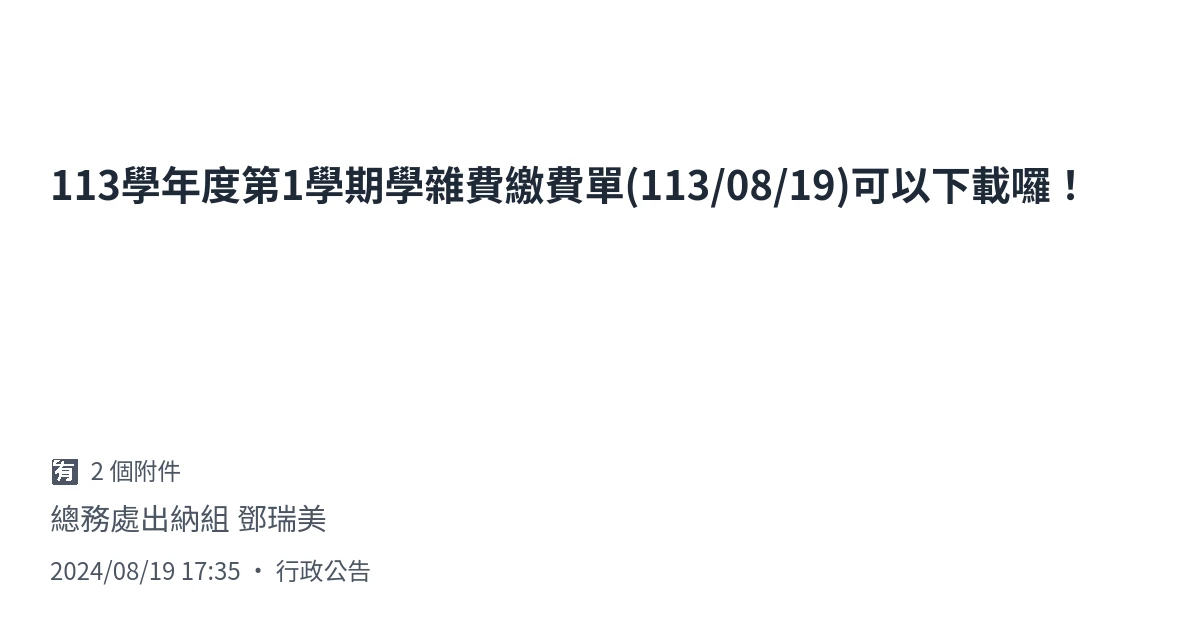 113學年度第1學期學雜費繳費單(113/08/19)可以下載囉！
🈶 2 個附件
總務處出納組 鄧瑞美
2024/08/19 17:35 ・ 行政公告